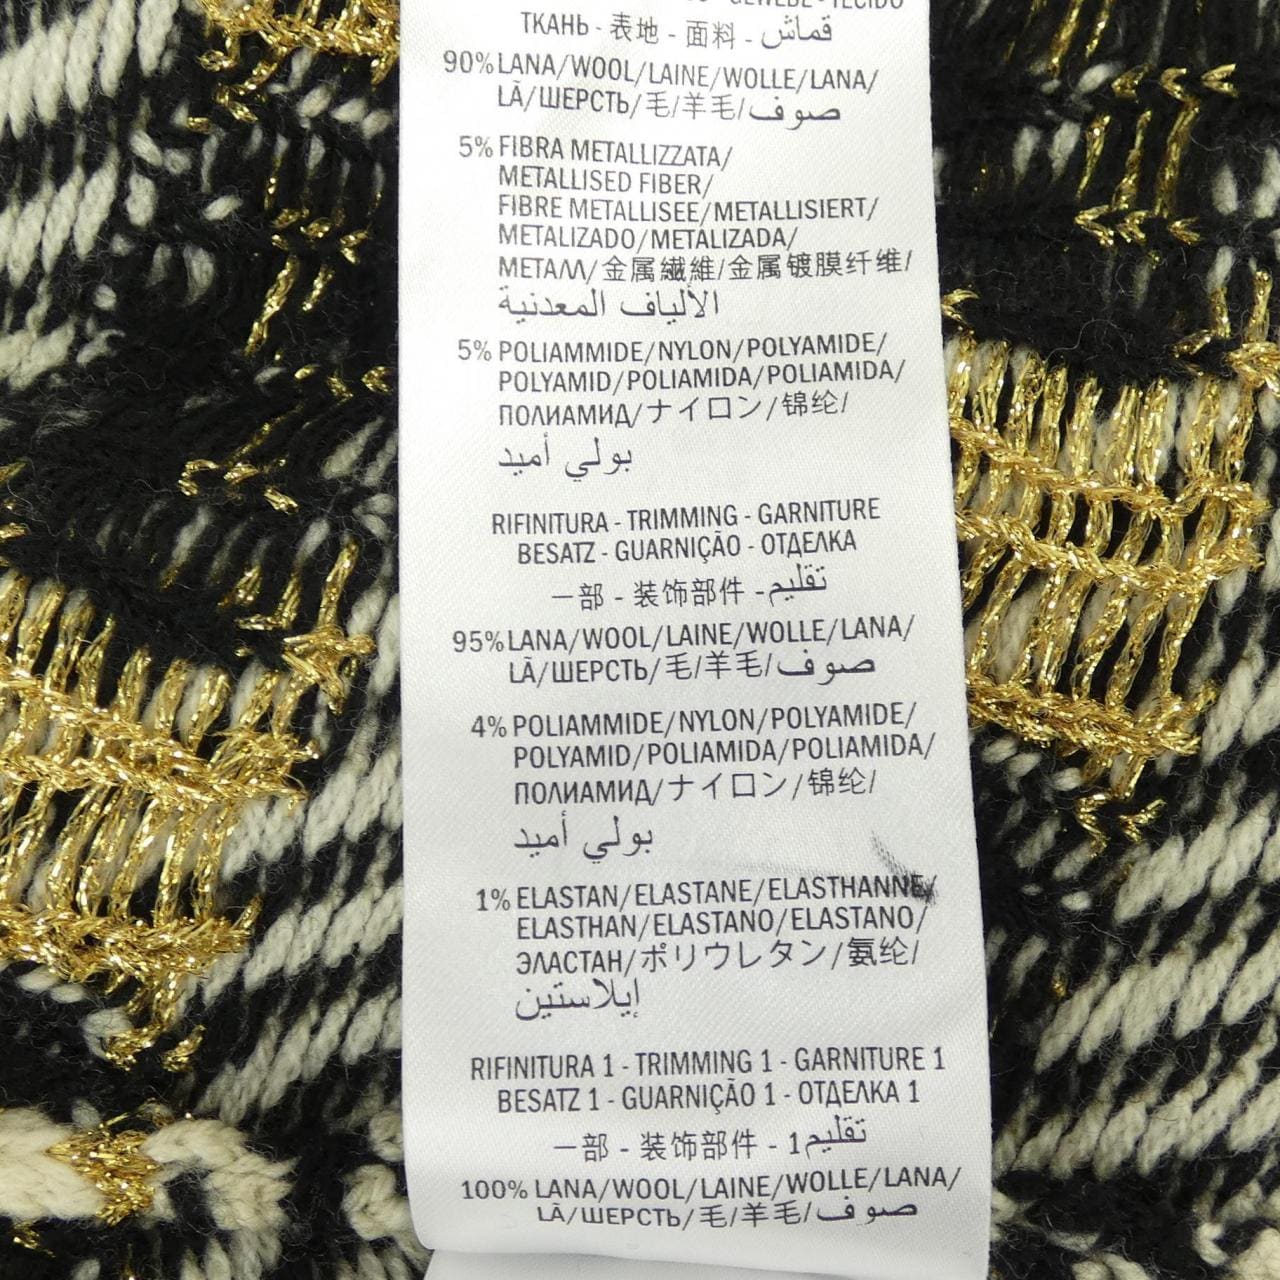 GEWEBE - TECIDO
ТКАНЬ - 表地 - 面料 - قماش
90% LANA/WOOL/LAINE/WOLLE/LANA/
LÃ/ШЕРСТЬ/毛/羊毛/صوف
5% FIBRA METALLIZZATA/
METALLISED FIBER/
FIBRE METALLISEE/METALLISIERT/
METALIZADO/METALIZADA/
МЕТАЛЛ/金属繊維/金属镀膜纤维/
الألياف المعدنية
5% POLIAMMIDE/NYLON/POLYAMIDE/
POLYAMID/POLIAMIDA/POLIAMIDA/
ПОЛИАМИД/ナイロン/锦纶/
بولي أميد
RIFINITURA - TRIMMING - GARNITURE
BESATZ - GUARNIÇÃO - ОТДЕЛКА
一部 - 装饰部件 - تقليم
95% LANA/WOOL/LAINE/WOLLE/LANA/
LÃ/ШЕРСТЬ/毛/羊毛/صوف
4% POLIAMMIDE/NYLON/POLYAMIDE/
POLYAMID/POLIAMIDA/POLIAMIDA/
ПОЛИАМИД/ナイロン/锦纶/
بولي أميد
1% ELASTAN/ELASTANE/ELASTHANNE/
ELASTHAN/ELASTANO/ELASTANO/
ЭЛАСТАН/ポリウレタン/氨纶/
إيلاستين
RIFINITURA 1 - TRIMMING 1 - GARNITURE 1
BESATZ 1 - GUARNIÇÃO 1 - ОТДЕЛКА 1
一部 - 装饰部件 - 1تقليم
100% LANA/WOOL/LAINE/WOLLE/LANA/
LÃ/ШЕРСТЬ/毛/羊毛/صوف